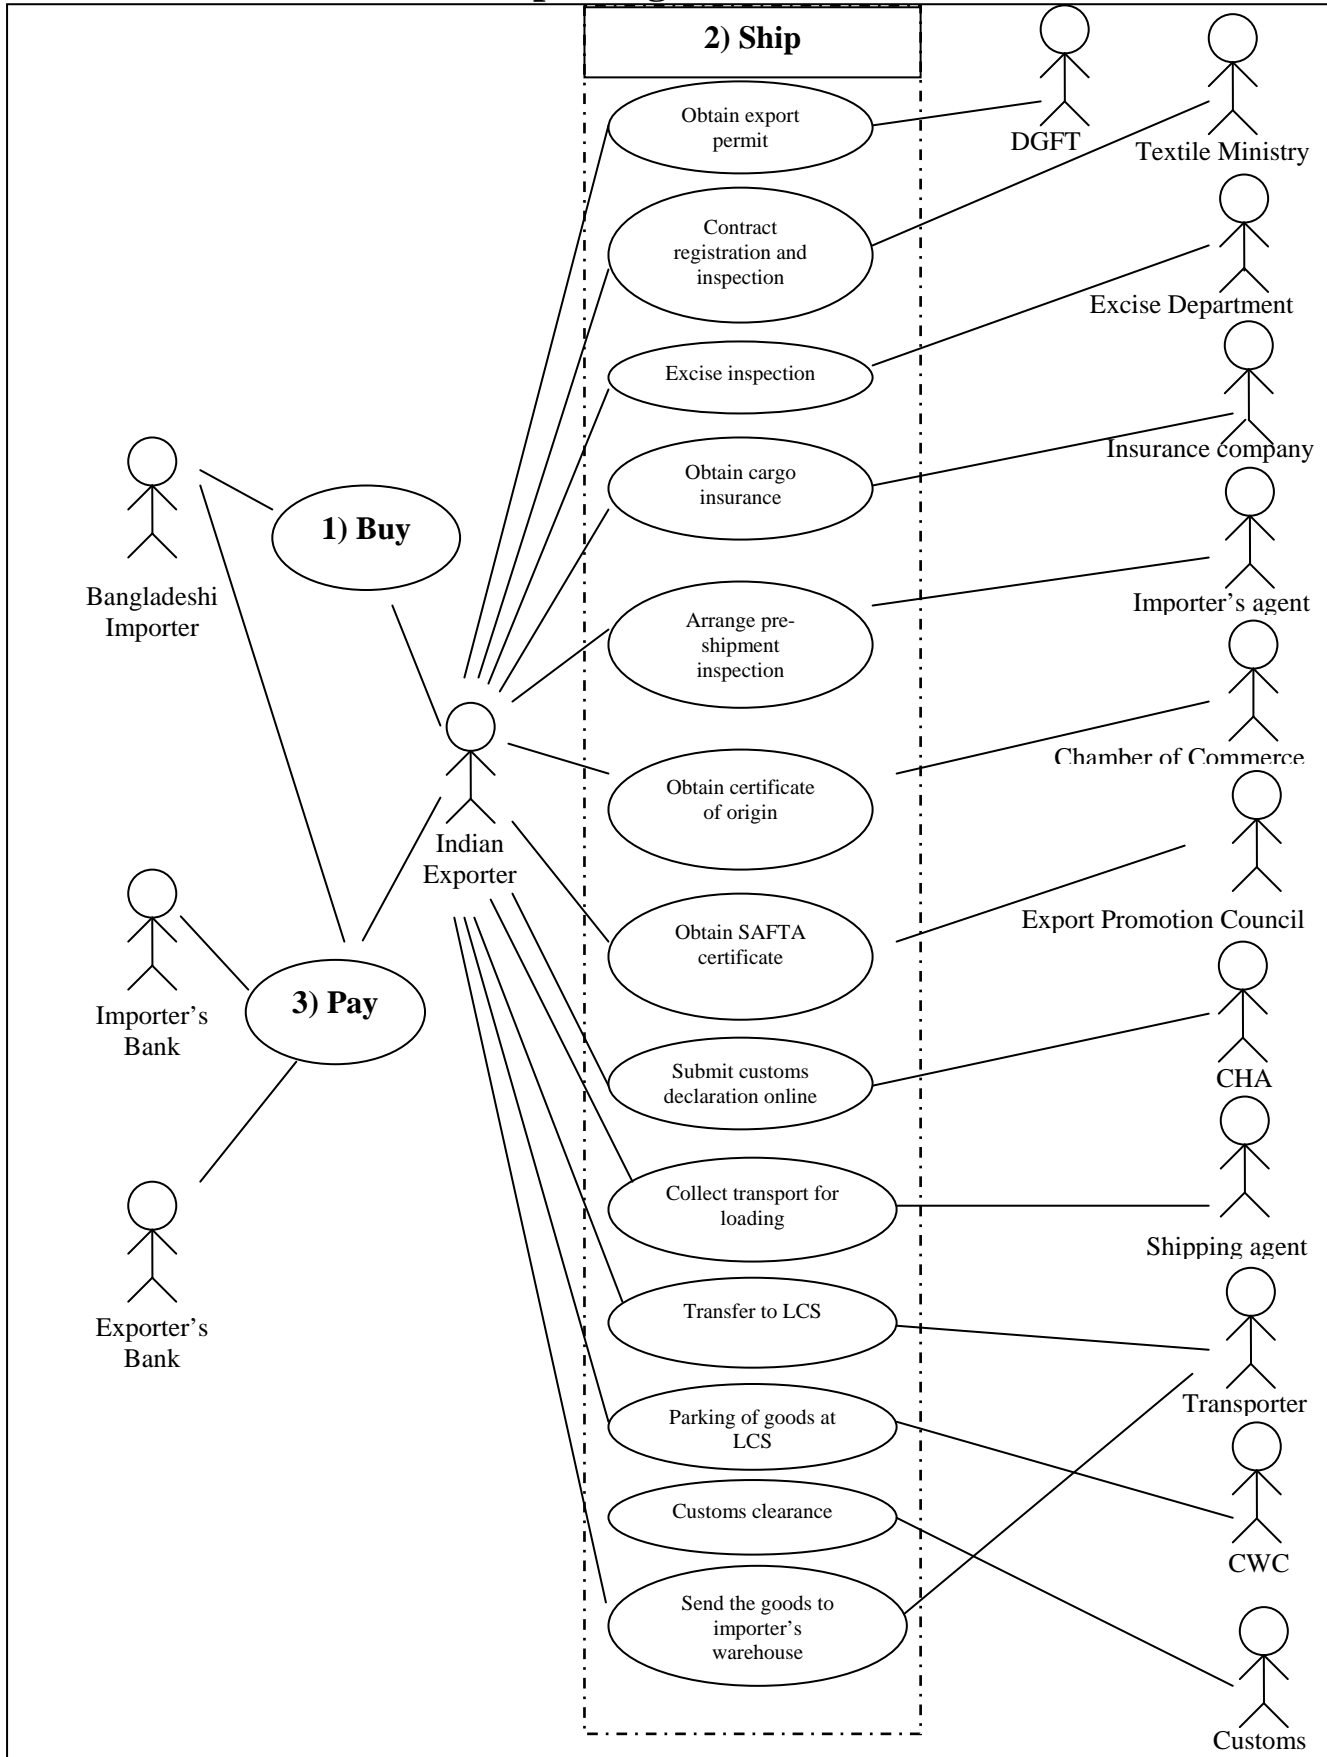 2) Ship
Obtain export
permit
DGFT
Textile Ministry
Contract
registration and
inspection
Excise Department
Excise inspection
Insurance company
Obtain cargo
insurance
Bangladeshi
Importer
1) Buy
Importer's agent
Arrange pre-
shipment
inspection
Chamber of Commerce
Obtain certificate
of origin
Indian
Exporter
Export Promotion Council
Obtain SAFTA
certificate
Importer's
Bank
3) Pay
Submit customs
declaration online
CHA
Collect transport for
loading
Shipping agent
Exporter's
Bank
Transfer to LCS
Transporter
Parking of goods at
LCS
Customs clearance
CWC
Send the goods to
importer's
warehouse
Customs